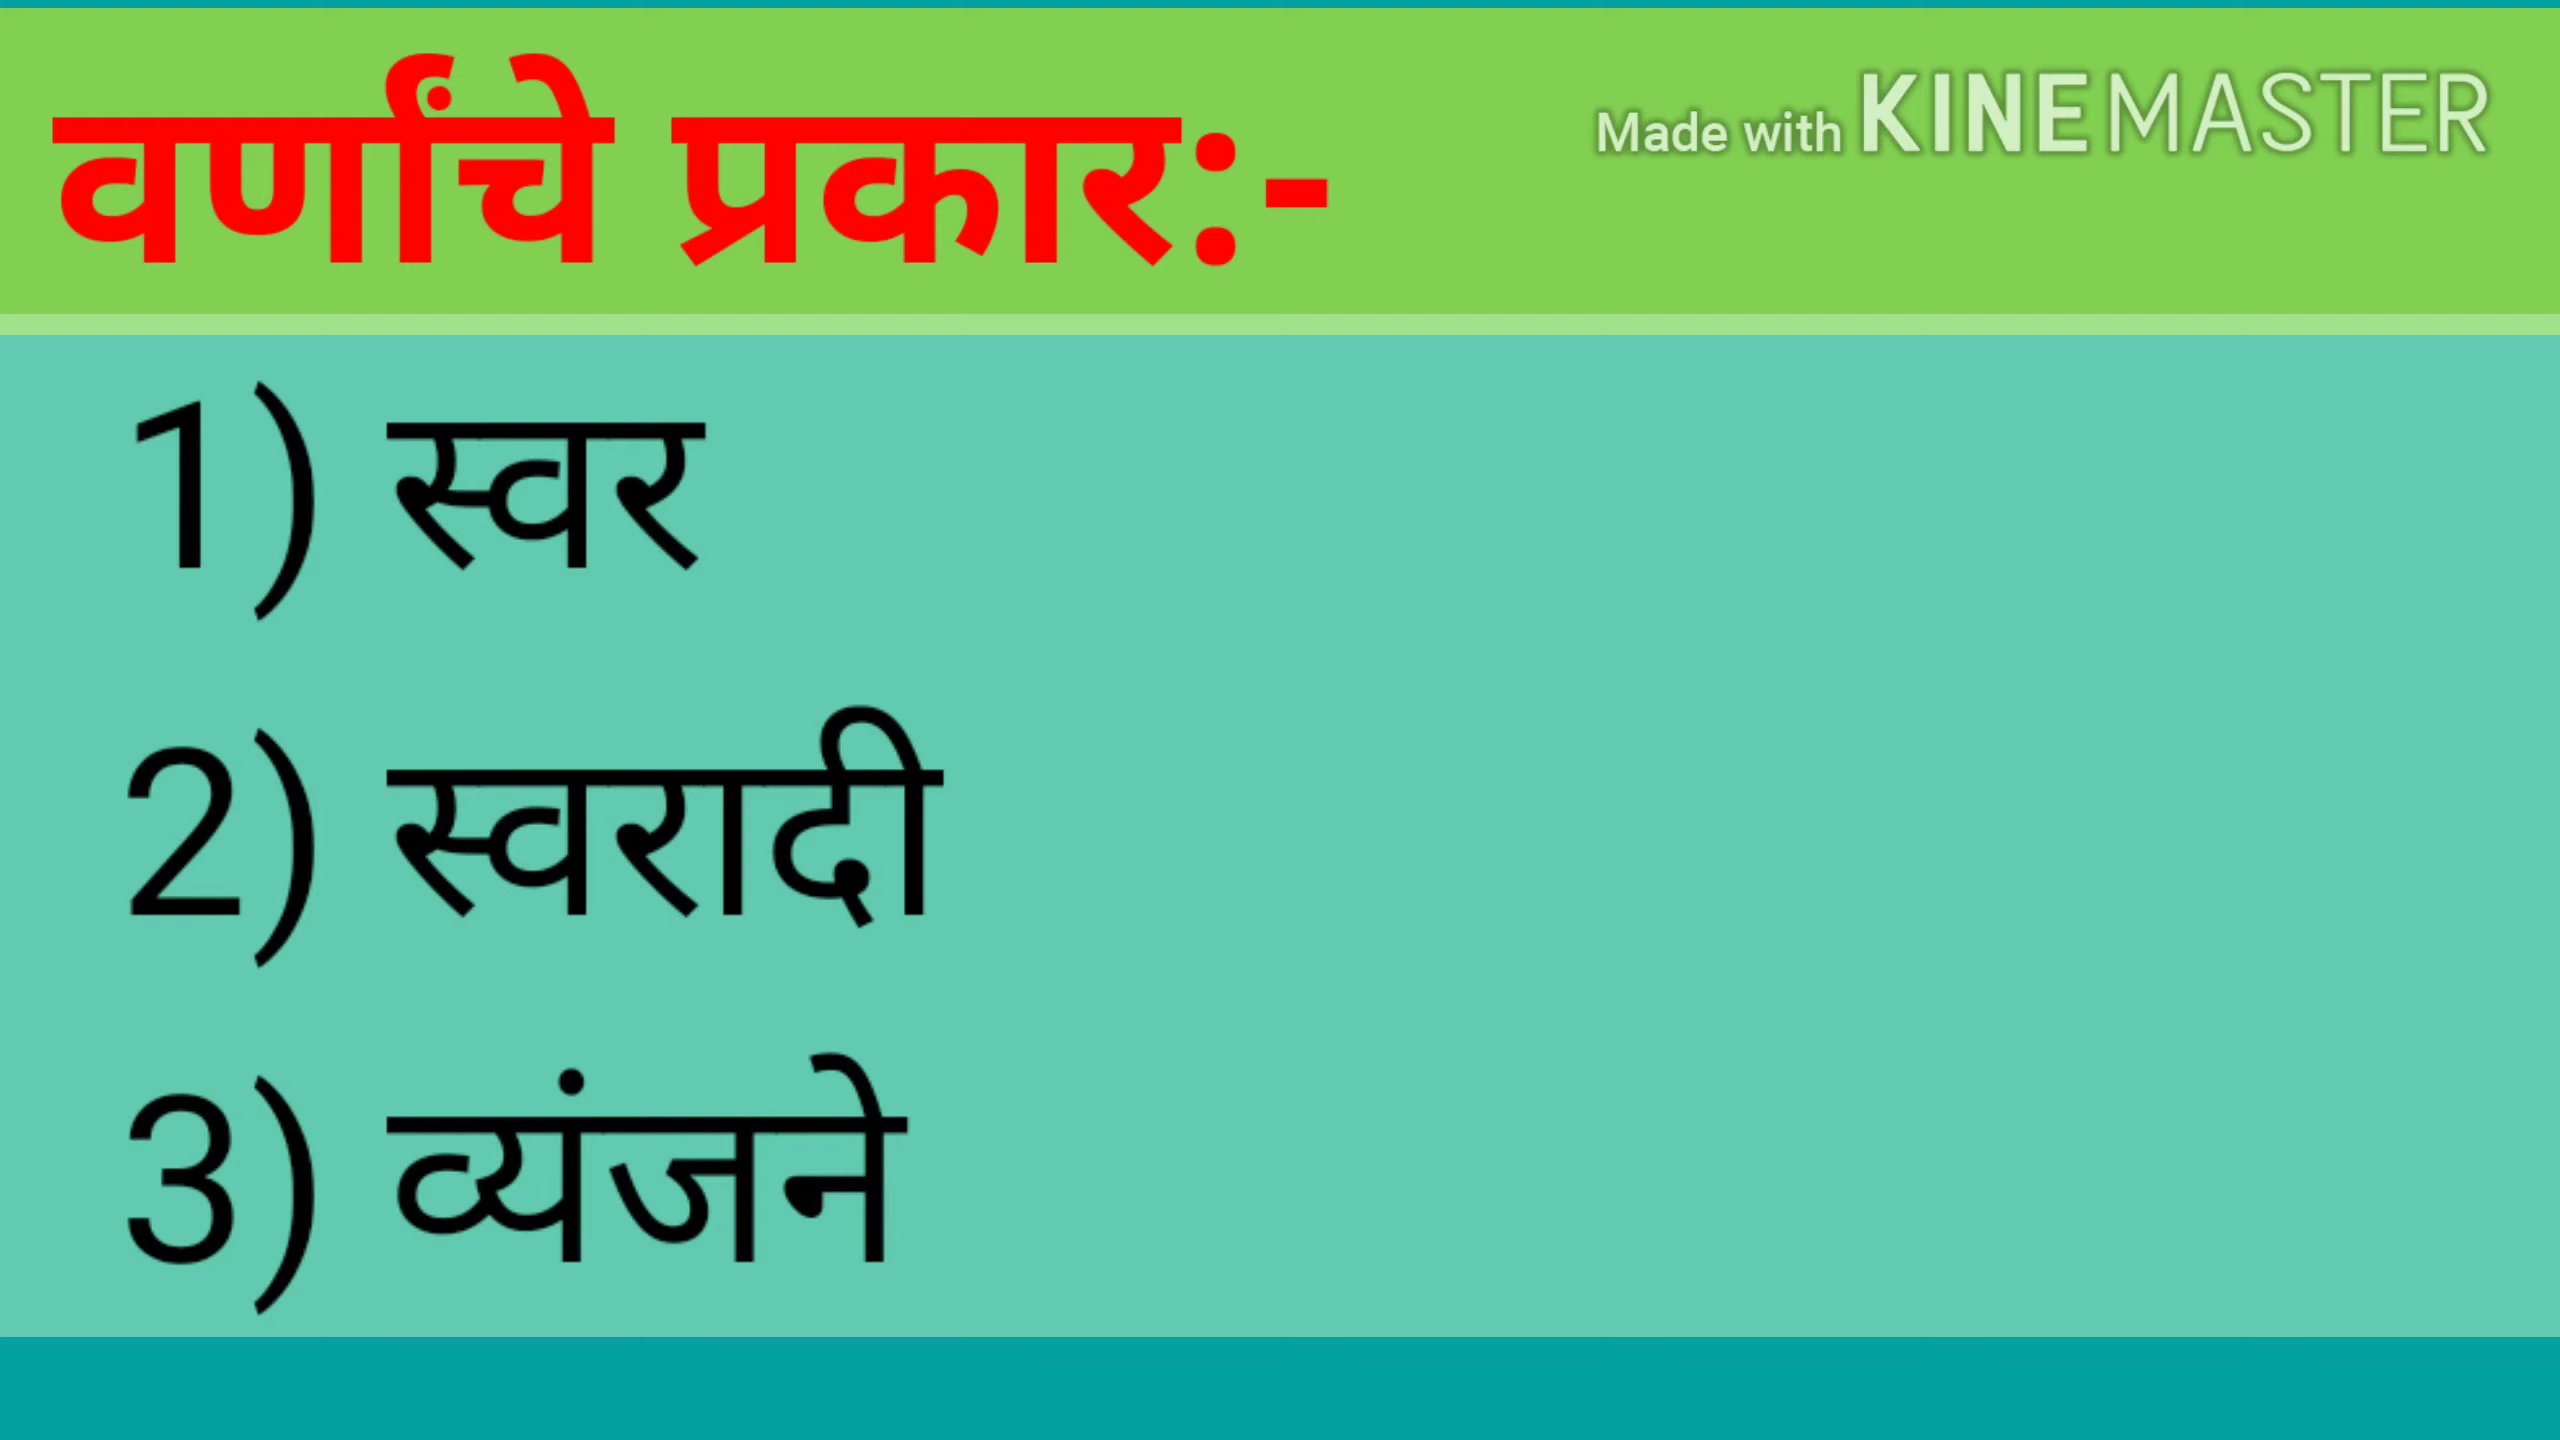 वर्णांचे प्रकार:-
Made with KINEMASTER
1) स्वर
2) स्वरादी
3) व्यंजने